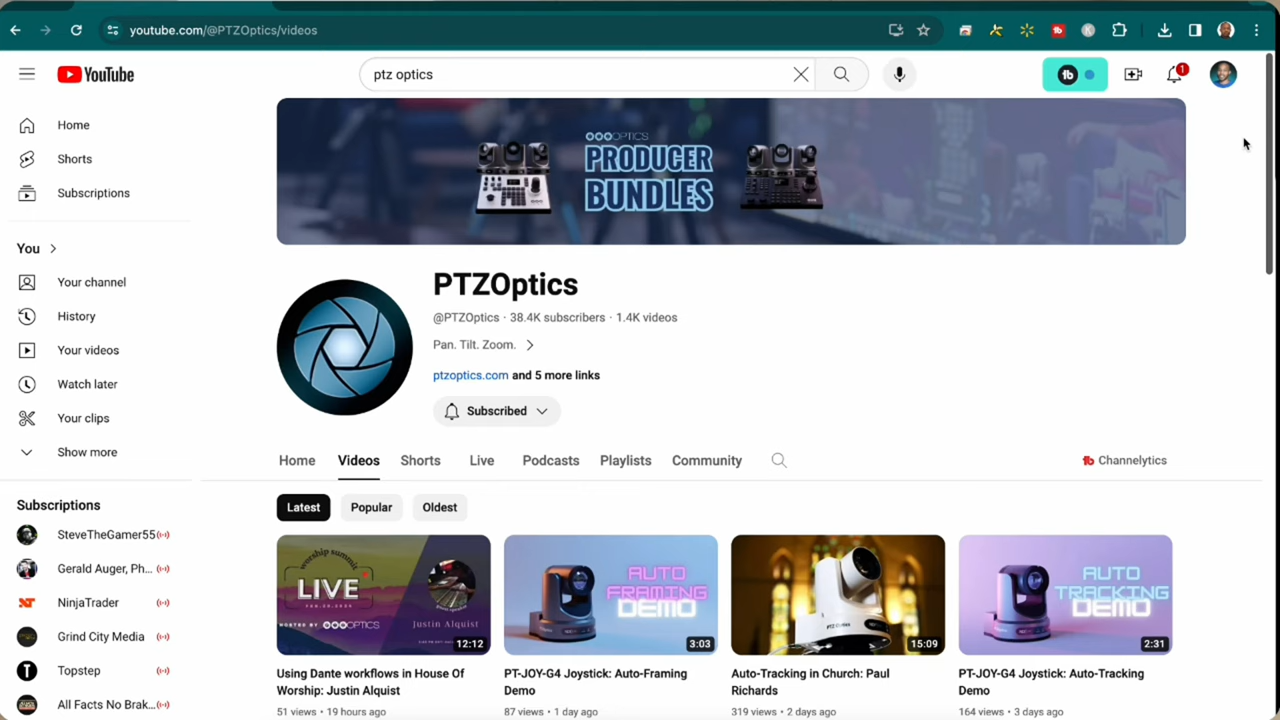 youtube.com/@PTZOptics/videos
YouTube
ptz optics
1
Home
Shorts
Subscriptions
You
Your channel
History
Your videos
Watch later
Your clips
Show more
Subscriptions
SteveTheGamer55
Gerald Auger, Ph...
NinjaTrader
Grind City Media
Topstep
All Facts No Brak...
OPTICS
PRODUCER
BUNDLES
PTZOptics
@PTZOptics · 38.4K subscribers · 1.4K videos
Pan. Tilt. Zoom.
ptzoptics.com and 5 more links
Subscribed
Home Videos Shorts Live Podcasts Playlists Community
Channelytics
Latest Popular Oldest
worship summit
LIVE
HOSTED BY OPTICS
Justin Alquist
12:12
Using Dante workflows in House Of
Worship: Justin Alquist
51 views • 19 hours ago
AUTO
FRAMING
DEMO
3:03
PT-JOY-G4 Joystick: Auto-Framing
Demo
87 views • 1 day ago
PTZ Optics
15:09
Auto-Tracking in Church: Paul
Richards
319 views • 2 days ago
AUTO
TRACKING
DEMO
2:31
PT-JOY-G4 Joystick: Auto-Tracking
Demo
164 views • 3 days ago